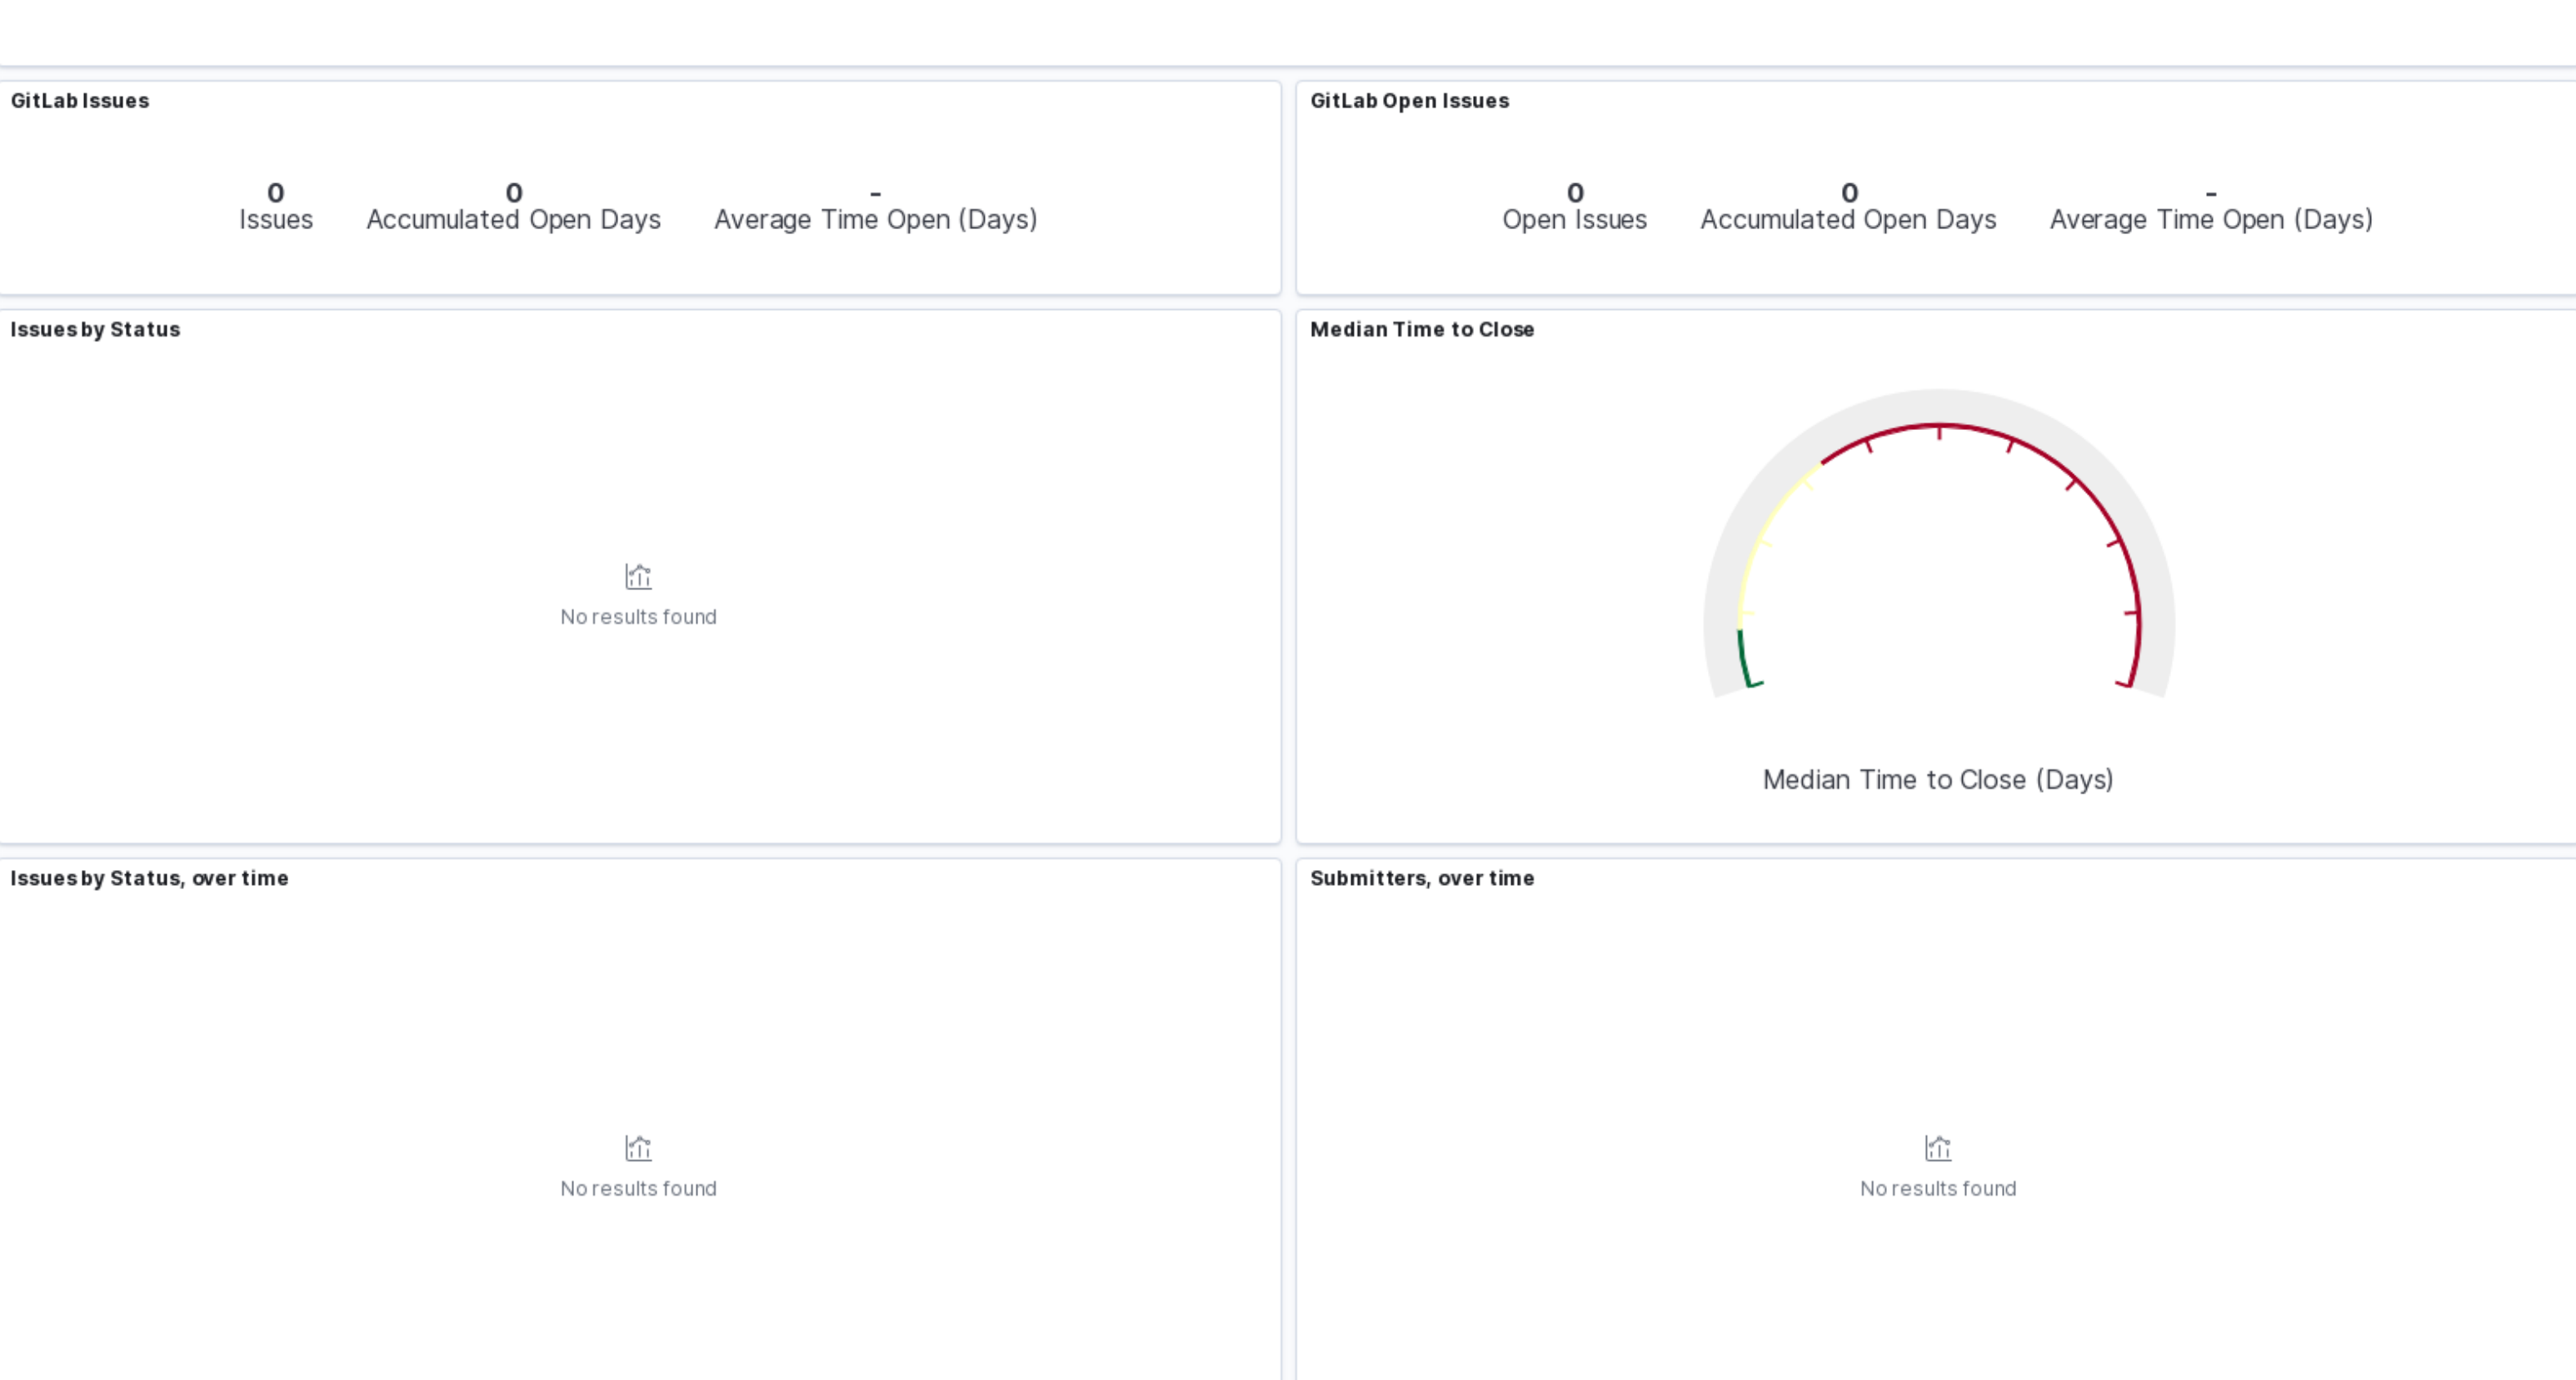 GitLab Issues
0
Issues
0
Accumulated Open Days
-
Average Time Open (Days)
GitLab Open Issues
0
Open Issues
0
Accumulated Open Days
-
Average Time Open (Days)
Issues by Status
No results found
Median Time to Close
Median Time to Close (Days)
Issues by Status, over time
No results found
Submitters, over time
No results found